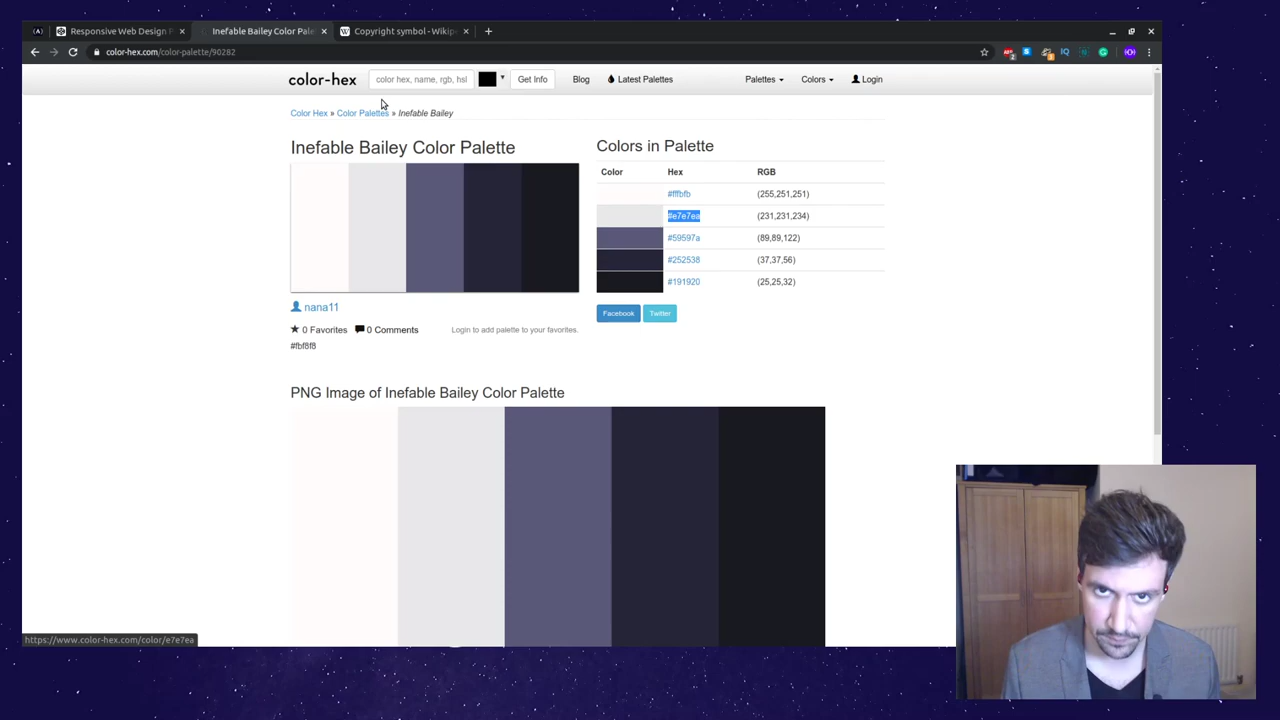 Responsive Web Design P
Inefable Bailey Color Pale
Copyright symbol - Wikip
color-hex.com/color-palette/90282
color-hex
color hex, name, rgb, hsl
Get Info
Blog
Latest Palettes
Palettes
Colors
Login
Color Hex » Color Palettes » Inefable Bailey
Inefable Bailey Color Palette
Colors in Palette
Color Hex RGB
#fffbfb (255,251,251)
#e7e7ea (231,231,234)
#59597a (89,89,122)
#252538 (37,37,56)
#191920 (25,25,32)
Facebook Twitter
nana11
0 Favorites 0 Comments Login to add palette to your favorites.
#fbf8f8
PNG Image of Inefable Bailey Color Palette
https://www.color-hex.com/color/e7e7ea